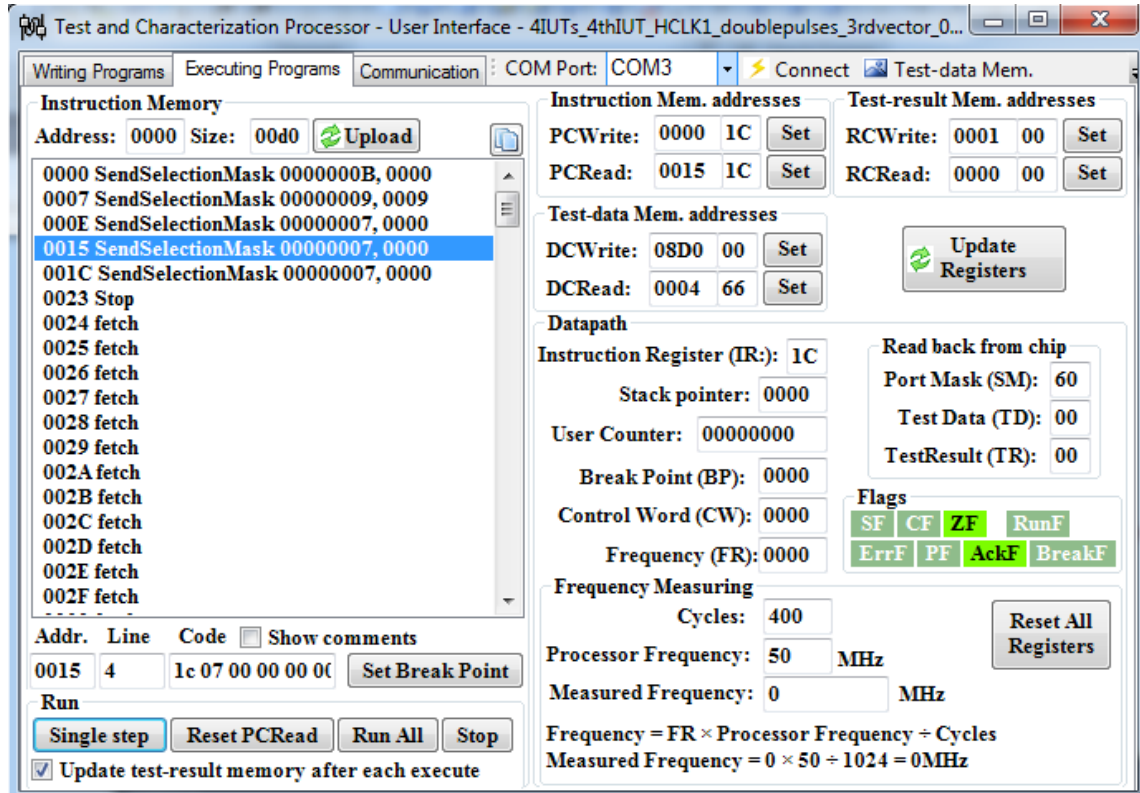 Test and Characterization Processor - User Interface - 4IUTs_4thIUT_HCLK1_doublepulses_3rdvector_0...
Writing Programs Executing Programs Communication COM Port: COM3 Connect Test-data Mem.
Instruction Memory
Address: 0000 Size: 00d0 Upload
0000 SendSelectionMask 0000000B, 0000
0007 SendSelectionMask 00000009, 0009
000E SendSelectionMask 00000007, 0000
0015 SendSelectionMask 00000007, 0000
001C SendSelectionMask 00000007, 0000
0023 Stop
0024 fetch
0025 fetch
0026 fetch
0027 fetch
0028 fetch
0029 fetch
002A fetch
002B fetch
002C fetch
002D fetch
002E fetch
002F fetch
Addr. Line Code Show comments
0015 4 1c 07 00 00 00 0( Set Break Point
Run
Single step Reset PCRead Run All Stop
Update test-result memory after each execute
Instruction Mem. addresses
PCWrite: 0000 1C Set
PCRead: 0015 1C Set
Test-result Mem. addresses
RCWrite: 0001 00 Set
RCRead: 0000 00 Set
Test-data Mem. addresses
DCWrite: 08D0 00 Set
DCRead: 0004 66 Set
Update
Registers
Datapath
Instruction Register (IR:): 1C
Stack pointer: 0000
User Counter: 00000000
Break Point (BP): 0000
Control Word (CW): 0000
Frequency (FR): 0000
Read back from chip
Port Mask (SM): 60
Test Data (TD): 00
TestResult (TR): 00
Flags
SF CF ZF RunF
ErrF PF AckF BreakF
Frequency Measuring
Cycles: 400
Processor Frequency: 50 MHz
Measured Frequency: 0 MHz
Reset All
Registers
Frequency = FR × Processor Frequency ÷ Cycles
Measured Frequency = 0 × 50 ÷ 1024 = 0MHz